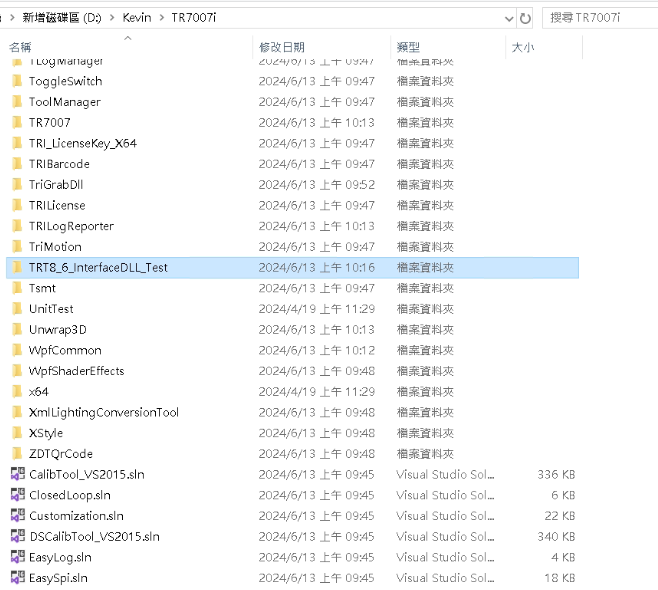 新增磁碟區 (D:) > Kevin > TR7007i
搜尋 TR7007i
名稱 修改日期 類型 大小
TLogManager 2024/6/13 上午 09:47 檔案資料夾
ToggleSwitch 2024/6/13 上午 09:47 檔案資料夾
ToolManager 2024/6/13 上午 09:47 檔案資料夾
TR7007 2024/6/13 上午 10:13 檔案資料夾
TRI_LicenseKey_X64 2024/6/13 上午 09:47 檔案資料夾
TRIBarcode 2024/6/13 上午 09:47 檔案資料夾
TriGrabDll 2024/6/13 上午 09:52 檔案資料夾
TRILicense 2024/6/13 上午 09:47 檔案資料夾
TRILogReporter 2024/6/13 上午 10:13 檔案資料夾
TriMotion 2024/6/13 上午 09:47 檔案資料夾
TRT8_6_InterfaceDLL_Test 2024/6/13 上午 10:16 檔案資料夾
Tsmt 2024/6/13 上午 09:47 檔案資料夾
UnitTest 2024/4/19 上午 11:29 檔案資料夾
Unwrap3D 2024/6/13 上午 10:13 檔案資料夾
WpfCommon 2024/6/13 上午 10:12 檔案資料夾
WpfShaderEffects 2024/6/13 上午 09:48 檔案資料夾
x64 2024/4/19 上午 11:29 檔案資料夾
XmlLightingConversionTool 2024/6/13 上午 09:48 檔案資料夾
XStyle 2024/6/13 上午 09:48 檔案資料夾
ZDTQrCode 2024/6/13 上午 09:48 檔案資料夾
CalibTool_VS2015.sln 2024/6/13 上午 09:45 Visual Studio Sol... 336 KB
ClosedLoop.sln 2024/6/13 上午 09:45 Visual Studio Sol... 6 KB
Customization.sln 2024/6/13 上午 09:45 Visual Studio Sol... 22 KB
DSCalibTool_VS2015.sln 2024/6/13 上午 09:45 Visual Studio Sol... 340 KB
EasyLog.sln 2024/6/13 上午 09:45 Visual Studio Sol... 4 KB
EasySpi.sln 2024/6/13 上午 09:45 Visual Studio Sol... 18 KB